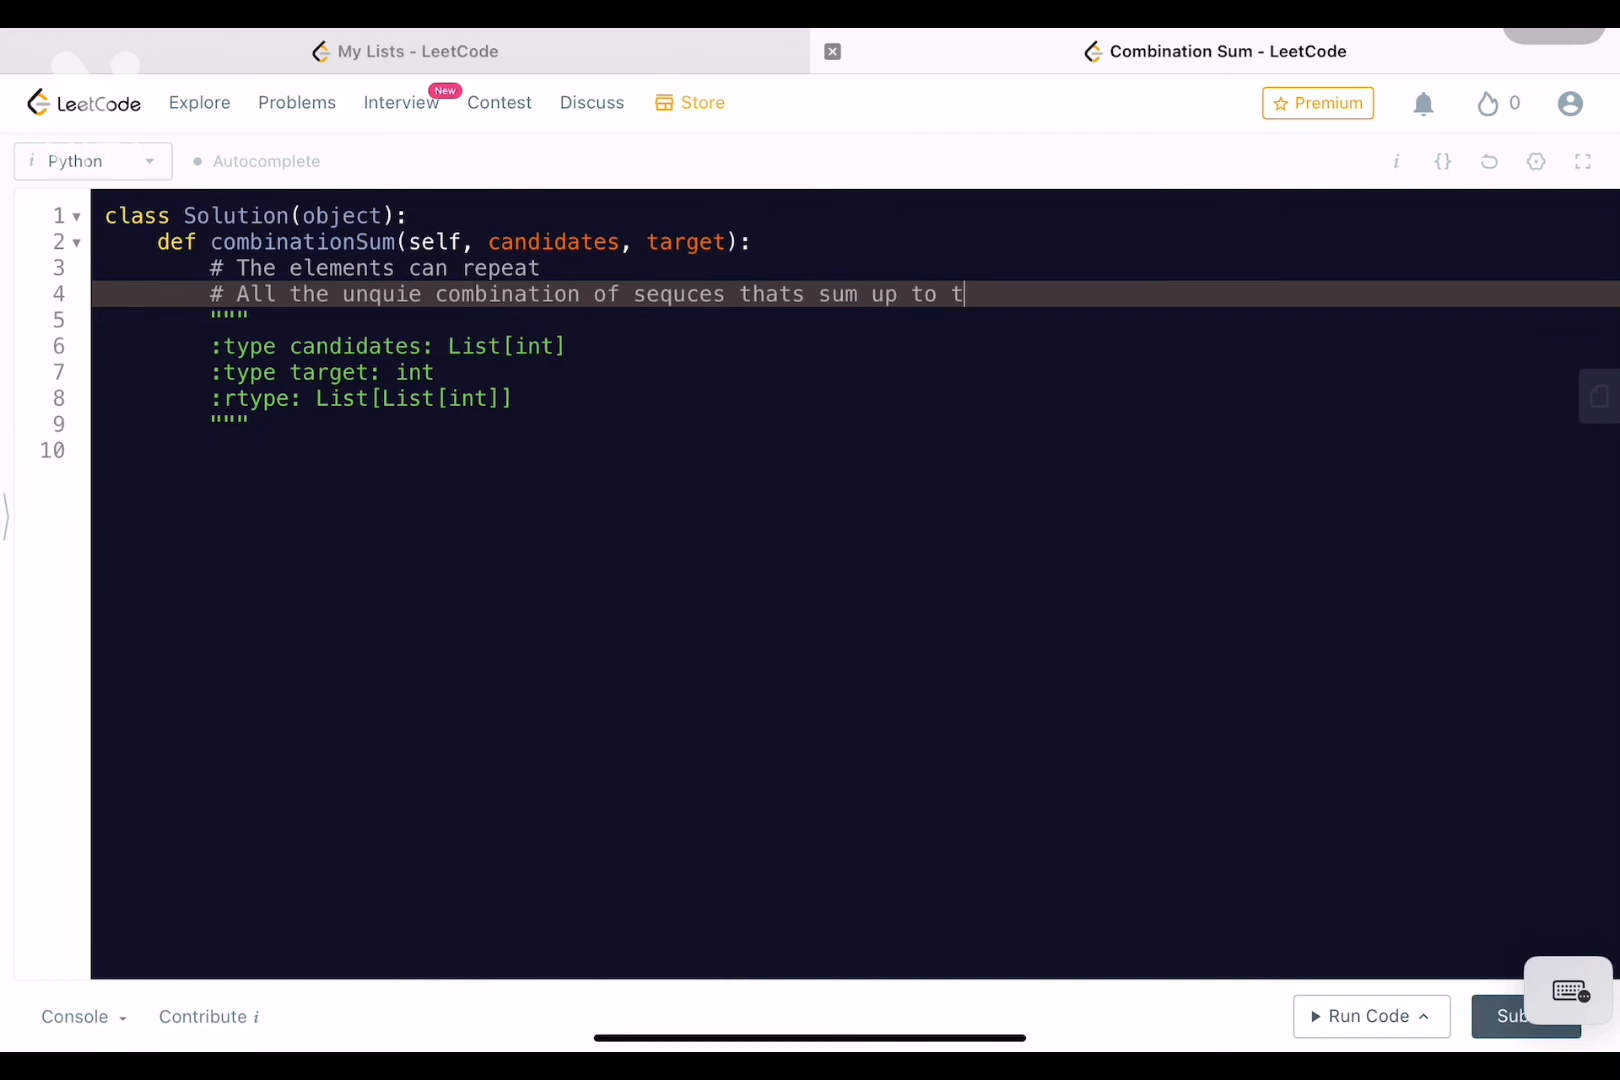 My Lists - LeetCode
Combination Sum - LeetCode
LeetCode Explore Problems Interview New Contest Discuss Store Premium 0
i Python Autocomplete i {}
1 class Solution(object):
2 def combinationSum(self, candidates, target):
3 # The elements can repeat
4 # All the unquie combination of sequces thats sum up to t
5 """
6 :type candidates: List[int]
7 :type target: int
8 :rtype: List[List[int]]
9 """
10
Console Contribute i Run Code